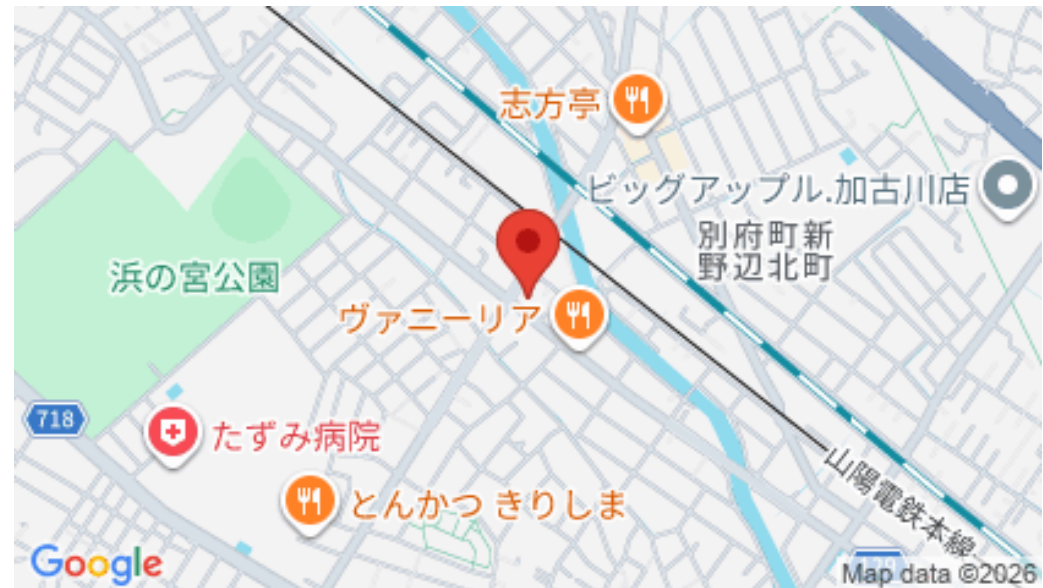 志方亭
ビッグアップル.加古川店
別府町新
野辺北町
浜の宮公園
ヴァニーリア
718
たずみ病院
とんかつ きりしま
山陽電鉄本線
Google
Map data ©2026